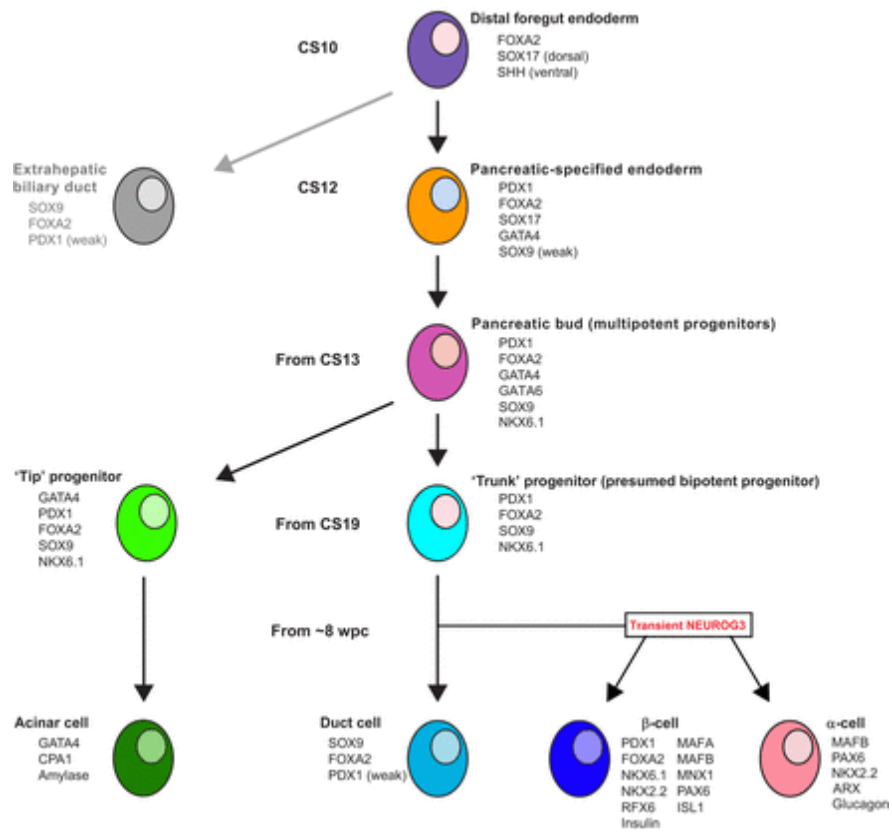 Distal foregut endoderm
CS10
FOXA2
SOX17 (dorsal)
SHH (ventral)
Extrahepatic
biliary duct
SOX9
FOXA2
PDX1 (weak)
CS12
Pancreatic-specified endoderm
PDX1
FOXA2
SOX17
GATA4
SOX9 (weak)
Pancreatic bud (multipotent progenitors)
From CS13
PDX1
FOXA2
GATA4
GATA6
SOX9
NKX6.1
'Tip' progenitor
GATA4
PDX1
FOXA2
SOX9
NKX6.1
From CS19
'Trunk' progenitor (presumed bipotent progenitor)
PDX1
FOXA2
SOX9
NKX6.1
From ~8 wpc
Transient NEUROG3
Acinar cell
GATA4
CPA1
Amylase
Duct cell
SOX9
FOXA2
PDX1 (weak)
β-cell
PDX1 MAFA
FOXA2 MAFB
NKX6.1 MNX1
NKX2.2 PAX6
RFX6 ISL1
Insulin
α-cell
MAFB
PAX6
NKX2.2
ARX
Glucagon